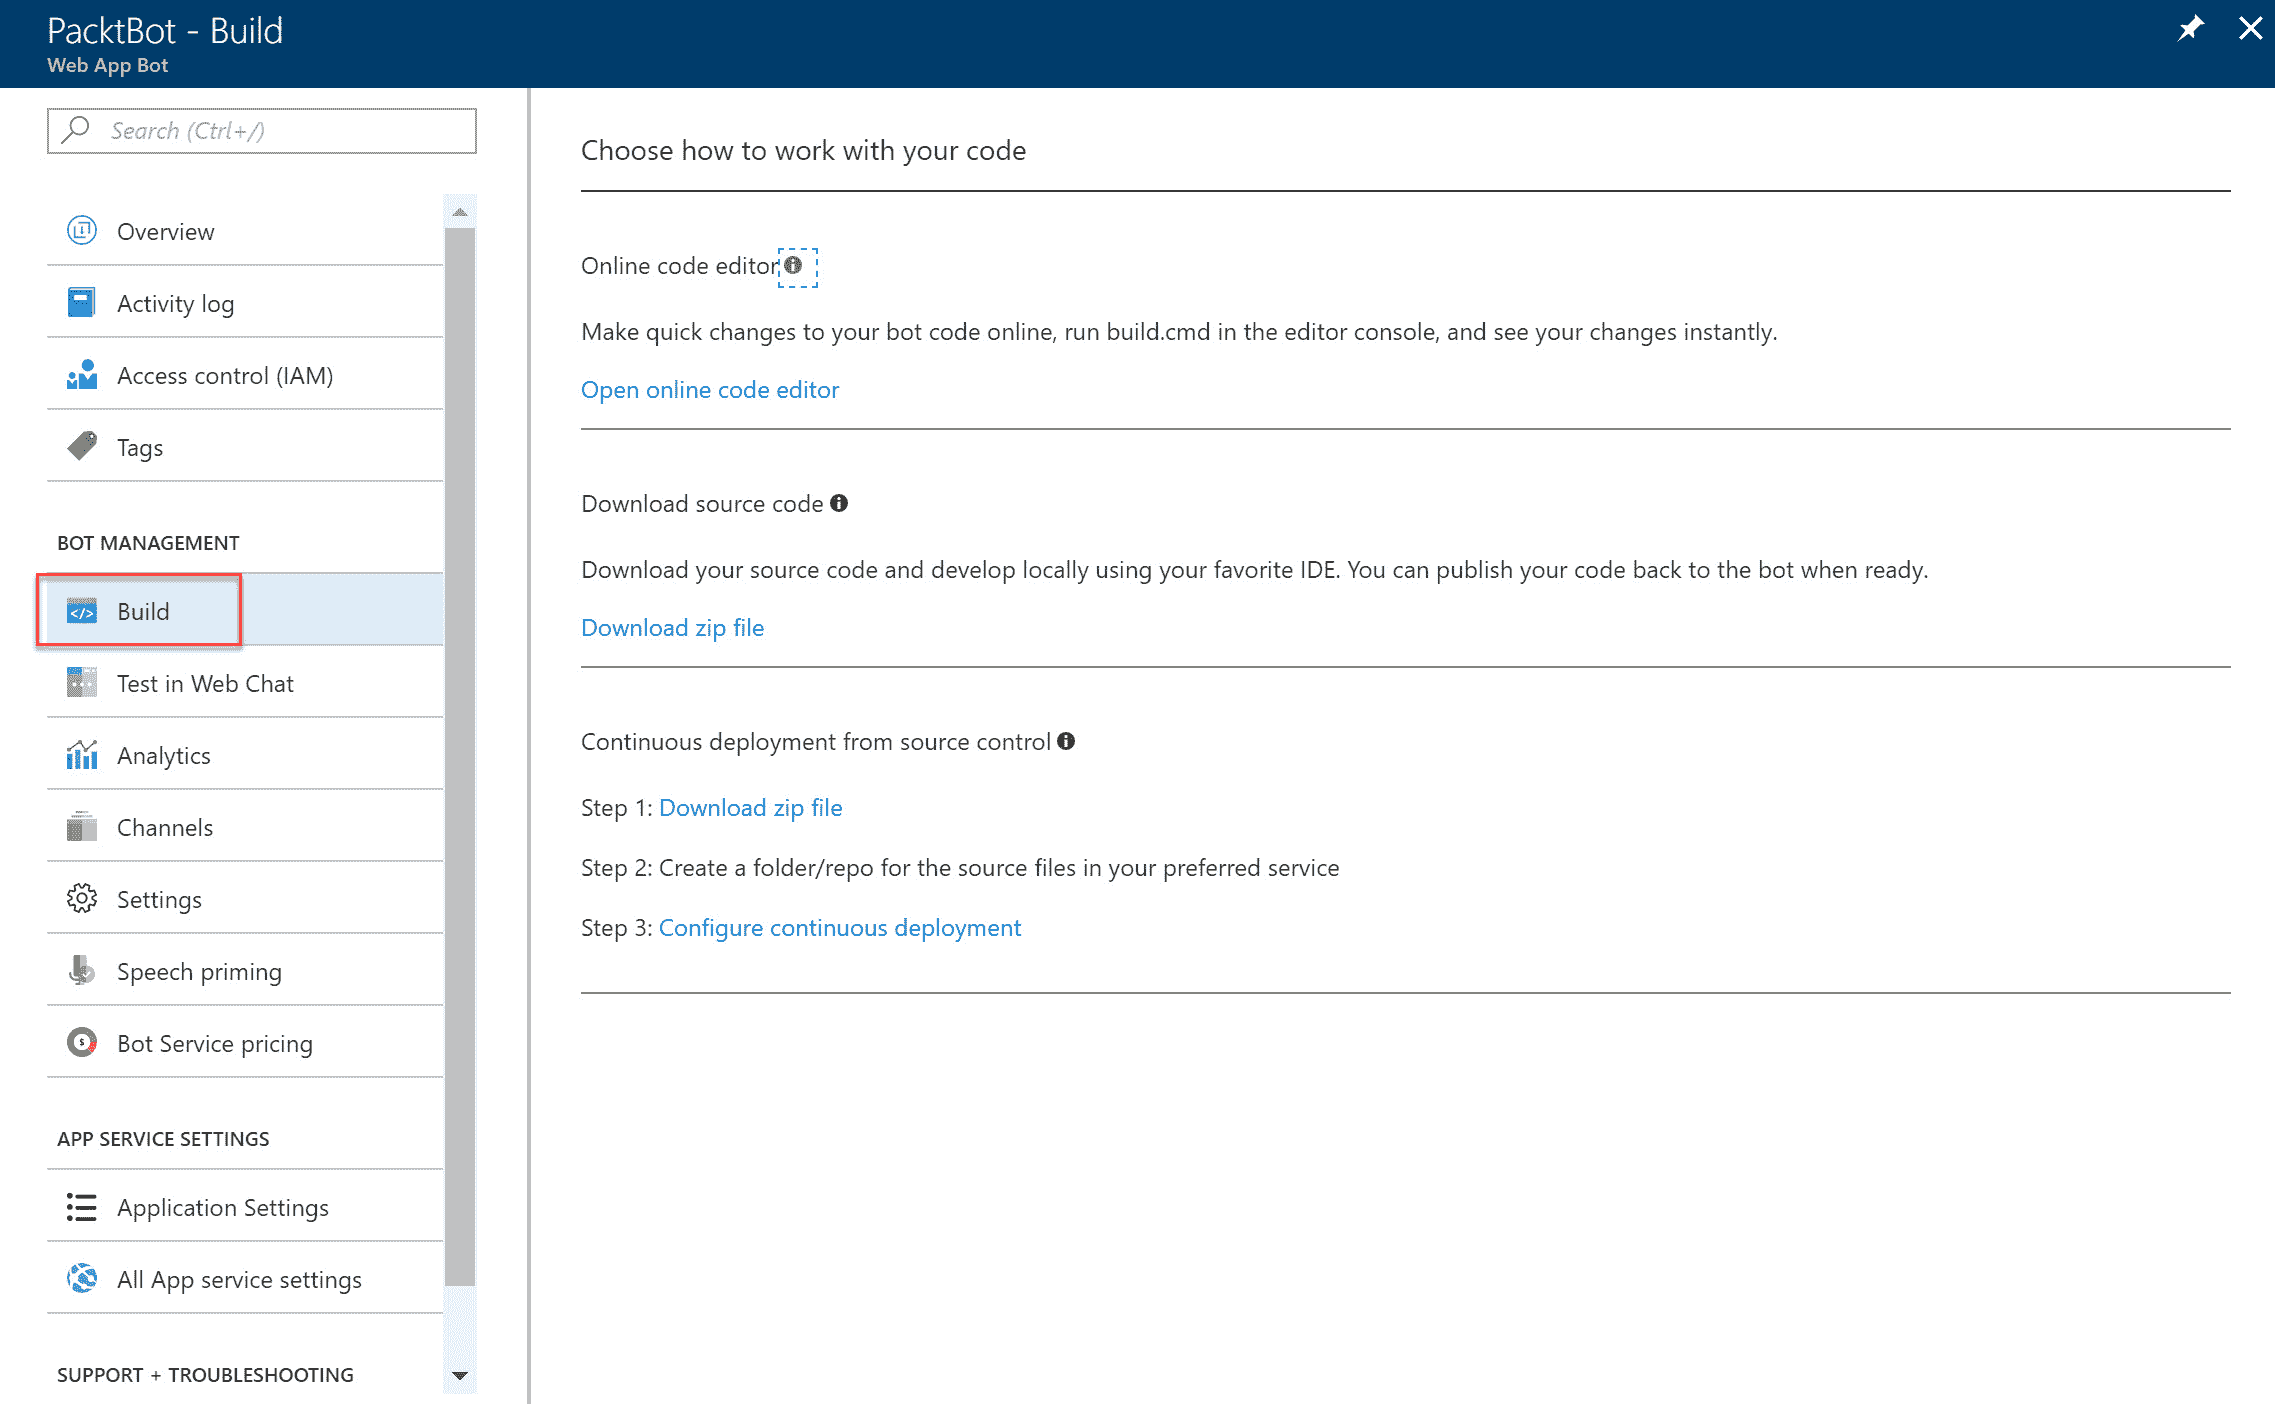 PacktBot - Build
Web App Bot
Search (Ctrl+/)
Overview
Activity log
Access control (IAM)
Tags
BOT MANAGEMENT
Build
Test in Web Chat
Analytics
Channels
Settings
Speech priming
Bot Service pricing
APP SERVICE SETTINGS
Application Settings
All App service settings
SUPPORT + TROUBLESHOOTING
Choose how to work with your code
Online code editor
Make quick changes to your bot code online, run build.cmd in the editor console, and see your changes instantly.
Open online code editor
Download source code
Download your source code and develop locally using your favorite IDE. You can publish your code back to the bot when ready.
Download zip file
Continuous deployment from source control
Step 1: Download zip file
Step 2: Create a folder/repo for the source files in your preferred service
Step 3: Configure continuous deployment